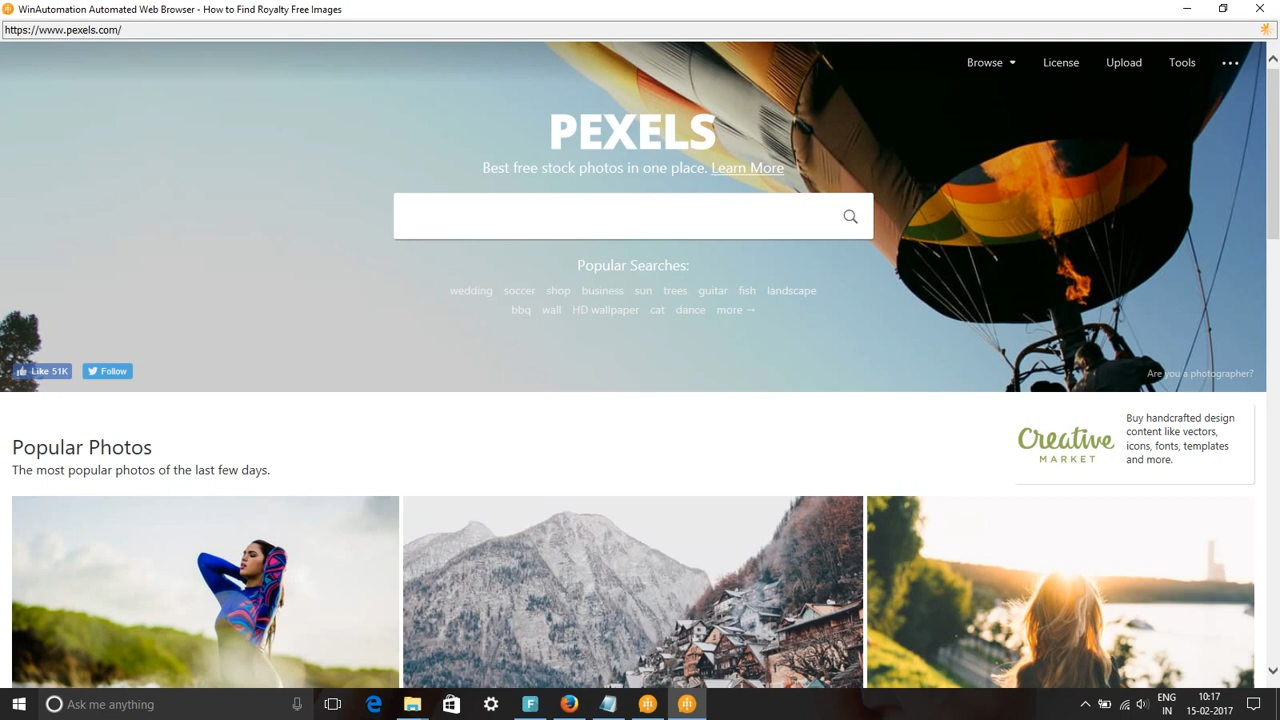 WinAutomation Automated Web Browser - How to Find Royalty Free Images
https://www.pexels.com/
Browse License Upload Tools
PEXELS
Best free stock photos in one place. Learn More
Popular Searches:
wedding soccer shop business sun trees guitar fish landscape
bbq wall HD wallpaper cat dance more →
Like 51K Follow
Are you a photographer?
Popular Photos
The most popular photos of the last few days.
Creative
MARKET
Buy handcrafted design
content like vectors,
icons, fonts, templates
and more.
Ask me anything
ENG
IN
10:17
15-02-2017